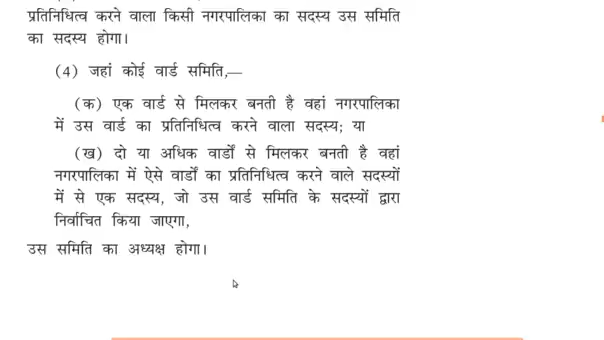 प्रतिनिधित्व करने वाला किसी नगरपालिका का सदस्य उस समिति
का सदस्य होगा।
(4) जहां कोई वार्ड समिति,—
(क) एक वार्ड से मिलकर बनती है वहां नगरपालिका
में उस वार्ड का प्रतिनिधित्व करने वाला सदस्य; या
(ख) दो या अधिक वार्डों से मिलकर बनती है वहां
नगरपालिका में ऐसे वार्डों का प्रतिनिधित्व करने वाले सदस्यों
में से एक सदस्य, जो उस वार्ड समिति के सदस्यों द्वारा
निर्वाचित किया जाएगा,
उस समिति का अध्यक्ष होगा।